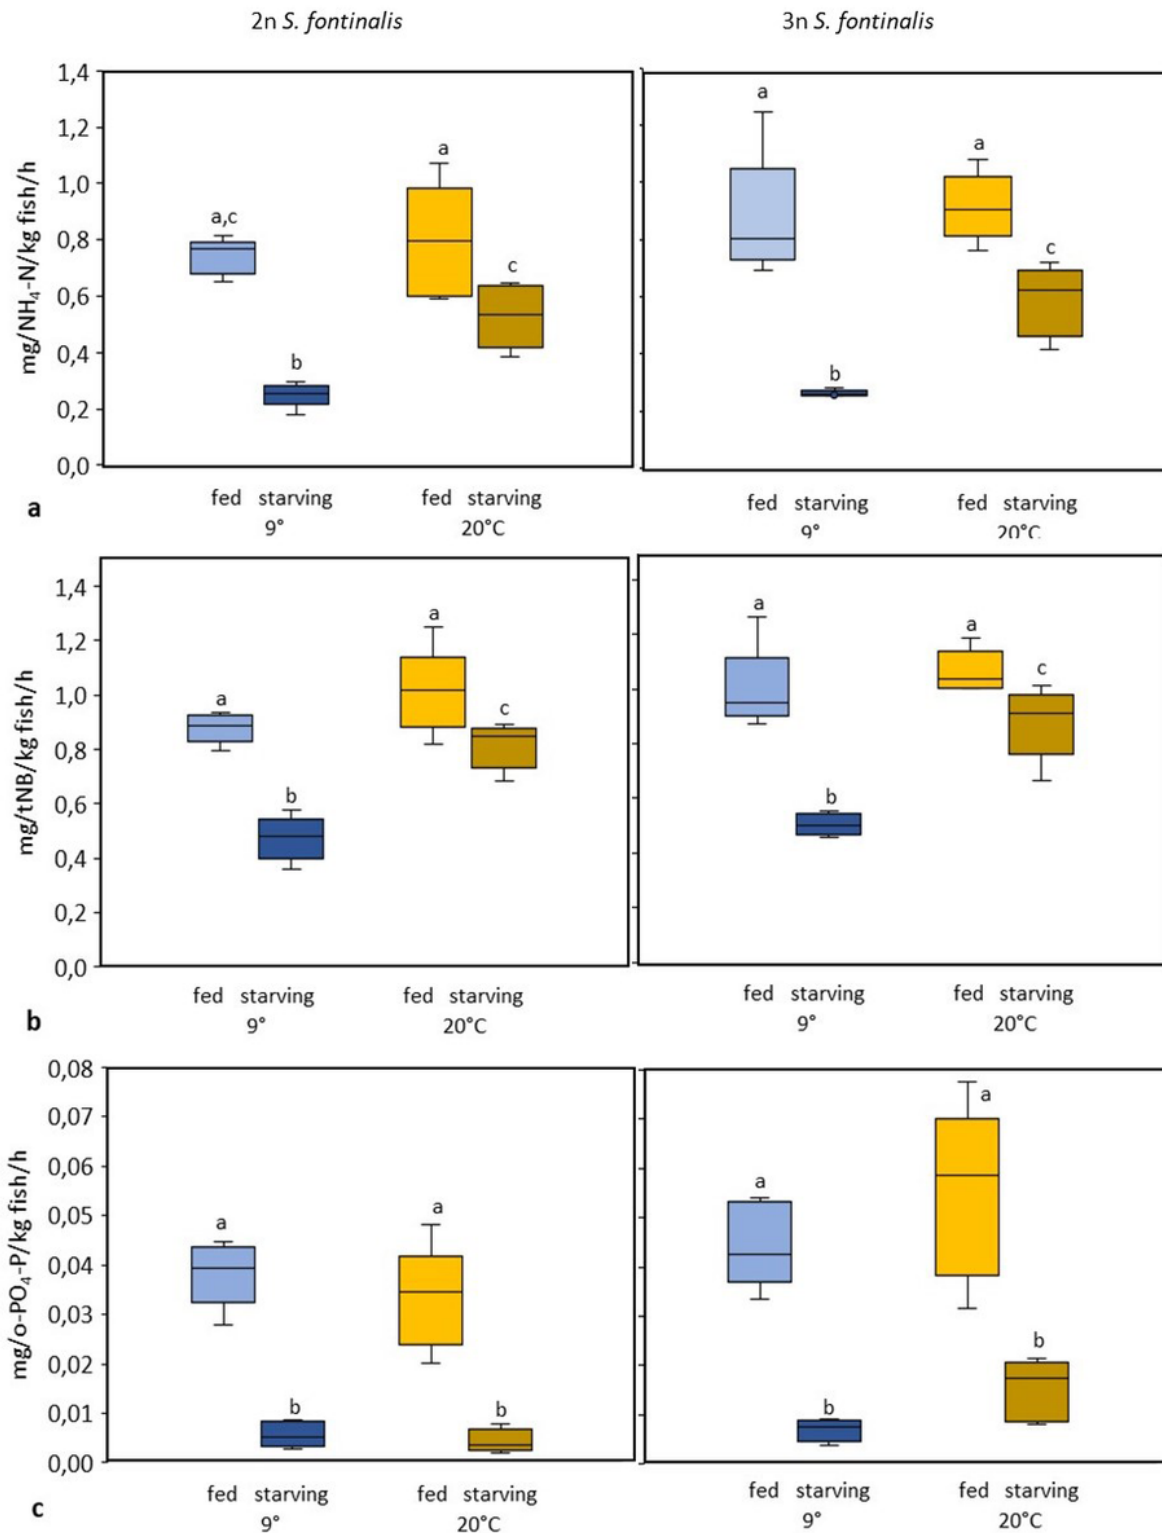 2n S. fontinalis 3n S. fontinalis
mg/NH₄-N/kg fish/h
1,4
1,2
1,0
0,8
0,6
0,4
0,2
0,0
a,c
b
a
c
a
b
a
c
fed starving fed starving
9° 20°C
fed starving fed starving
9° 20°C
a
mg/tNB/kg fish/h
1,4
1,2
1,0
0,8
0,6
0,4
0,2
0,0
a
b
a
c
a
b
a
c
fed starving fed starving
9° 20°C
fed starving fed starving
9° 20°C
b
mg/o-PO₄-P/kg fish/h
0,08
0,07
0,06
0,05
0,04
0,03
0,02
0,01
0,00
a
b
a
b
a
b
a
b
fed starving fed starving
9° 20°C
fed starving fed starving
9° 20°C
c